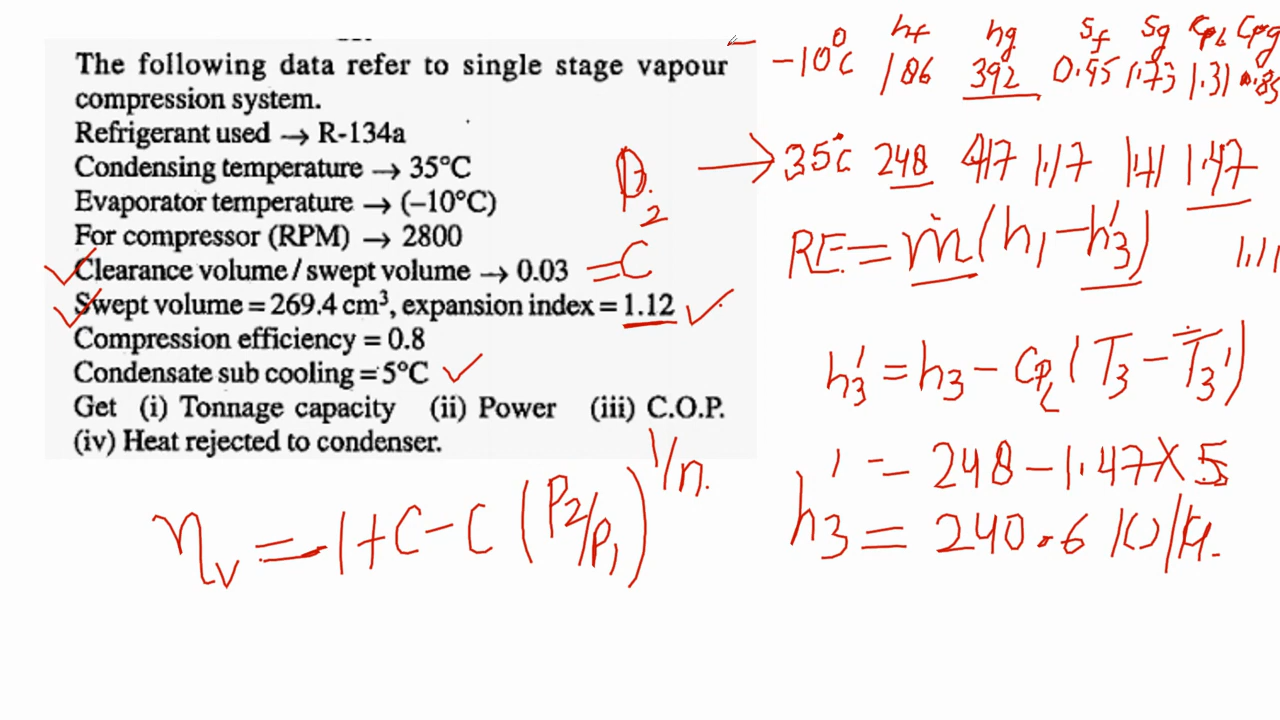 The following data refer to single stage vapour
compression system.
Refrigerant used → R-134a
Condensing temperature → 35°C
Evaporator temperature → (–10°C)
For compressor (RPM) → 2800
Clearance volume / swept volume → 0.03 = C
Swept volume = 269.4 cm³, expansion index = 1.12
Compression efficiency = 0.8
Condensate sub cooling = 5°C
Get (i) Tonnage capacity (ii) Power (iii) C.O.P.
(iv) Heat rejected to condenser.
ηv = 1 + C - C (P2/P1)^1/n.
hf hg Sf Sg CpL Cpg
-10°C 186 392 0.45 1.73 1.31 0.85
→ 35°C 248 417 1.17 1.41 1.47
RE = ṁ (h1 - h3')
h3' = h3 - CpL (T3 - T3')
= 248 - 1.47 × 5
h3' = 240.6 KJ/kg.